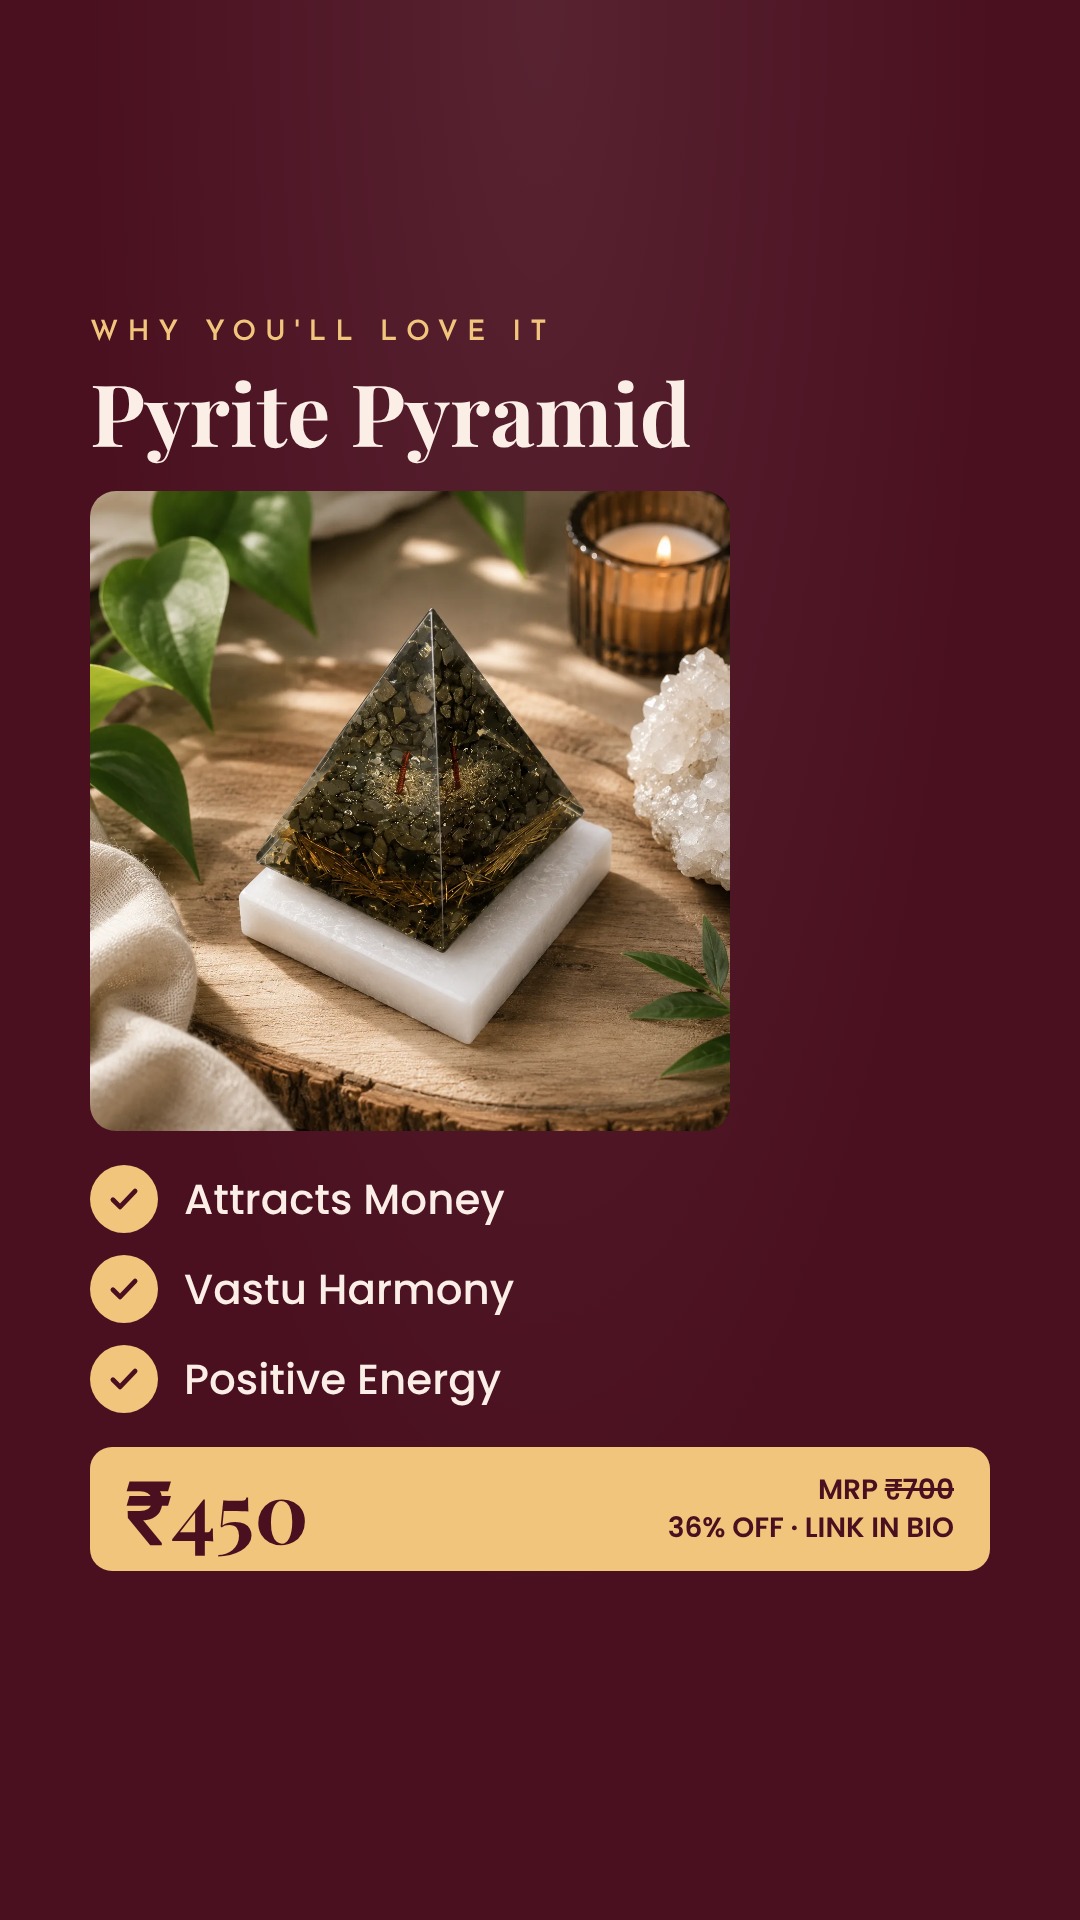 WHY YOU'LL LOVE IT
Pyrite Pyramid
Attracts Money
Vastu Harmony
Positive Energy
₹450
MRP ₹700
36% OFF · LINK IN BIO